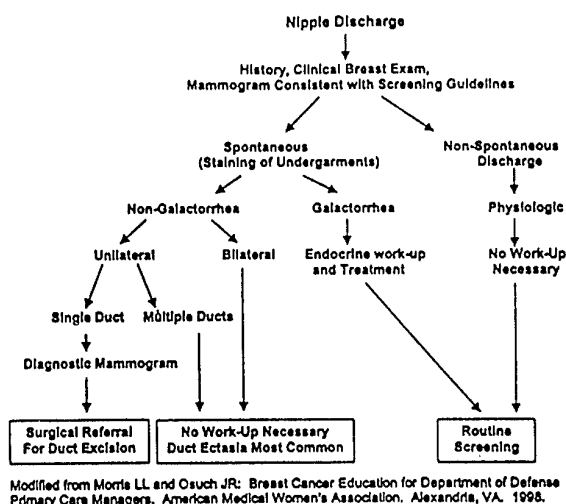 Nipple Discharge
History, Clinical Breast Exam,
Mammogram Consistent with Screening Guidelines
Spontaneous
(Staining of Undergarments)
Non-Spontaneous
Discharge
Non-Galactorrhea
Galactorrhea
Physiologic
Unilateral
Bilateral
Endocrine work-up
and Treatment
No Work-Up
Necessary
Single Duct
Multiple Ducts
Diagnostic Mammogram
Surgical Referral
For Duct Excision
No Work-Up Necessary
Duct Ectasia Most Common
Routine
Screening
Modified from Morris LL and Osuch JR: Breast Cancer Education for Department of Defense
Primary Care Managers. American Medical Women's Association. Alexandria, VA. 1998.